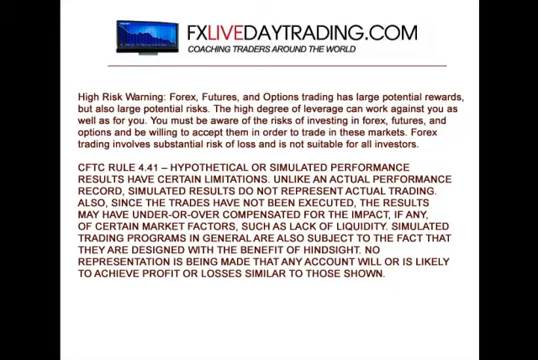 FXLIVEDAYTRADING.COM
COACHING TRADERS AROUND THE WORLD
High Risk Warning: Forex, Futures, and Options trading has large potential rewards,
but also large potential risks. The high degree of leverage can work against you as
well as for you. You must be aware of the risks of investing in forex, futures, and
options and be willing to accept them in order to trade in these markets. Forex
trading involves substantial risk of loss and is not suitable for all investors.
CFTC RULE 4.41 – HYPOTHETICAL OR SIMULATED PERFORMANCE
RESULTS HAVE CERTAIN LIMITATIONS. UNLIKE AN ACTUAL PERFORMANCE
RECORD, SIMULATED RESULTS DO NOT REPRESENT ACTUAL TRADING.
ALSO, SINCE THE TRADES HAVE NOT BEEN EXECUTED, THE RESULTS
MAY HAVE UNDER-OR-OVER COMPENSATED FOR THE IMPACT, IF ANY,
OF CERTAIN MARKET FACTORS, SUCH AS LACK OF LIQUIDITY. SIMULATED
TRADING PROGRAMS IN GENERAL ARE ALSO SUBJECT TO THE FACT THAT
THEY ARE DESIGNED WITH THE BENEFIT OF HINDSIGHT. NO
REPRESENTATION IS BEING MADE THAT ANY ACCOUNT WILL OR IS LIKELY
TO ACHIEVE PROFIT OR LOSSES SIMILAR TO THOSE SHOWN.